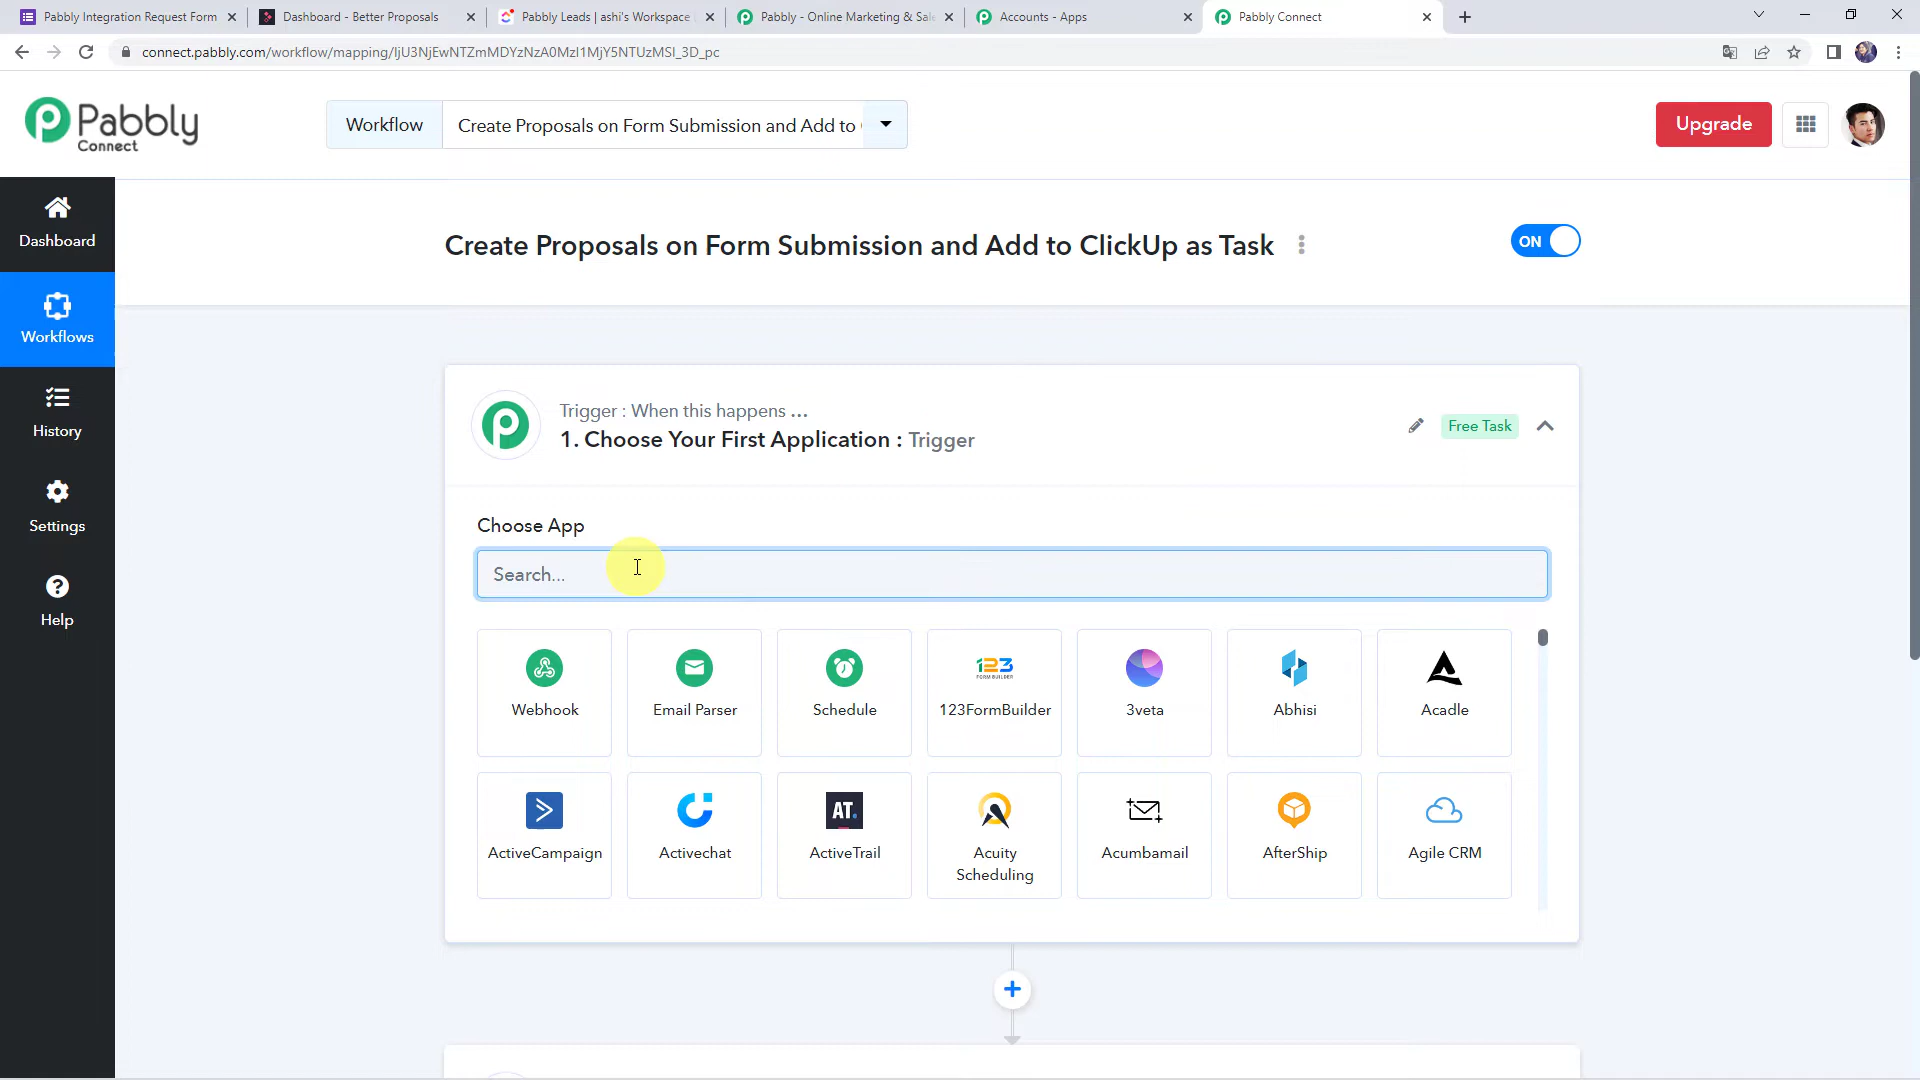 Pabbly Integration Request Form
Dashboard - Better Proposals
Pabbly Leads | ashi's Workspace
Pabbly - Online Marketing & Sale
Accounts - Apps
Pabbly Connect
connect.pabbly.com/workflow/mapping/IjU3NjEwNTZmMDYzNzA0MzI1MjY5NTUzMSI_3D_pc
Pabbly
Connect
Workflow
Create Proposals on Form Submission and Add to
Upgrade
Dashboard
Workflows
History
Settings
Help
Create Proposals on Form Submission and Add to ClickUp as Task
ON
Trigger : When this happens ...
1. Choose Your First Application : Trigger
Free Task
Choose App
Search...
Webhook
Email Parser
Schedule
123
FORM BUILDER
123FormBuilder
3veta
Abhisi
Acadle
ActiveCampaign
Activechat
AT.
ActiveTrail
Acuity
Scheduling
Acumbamail
AfterShip
Agile CRM